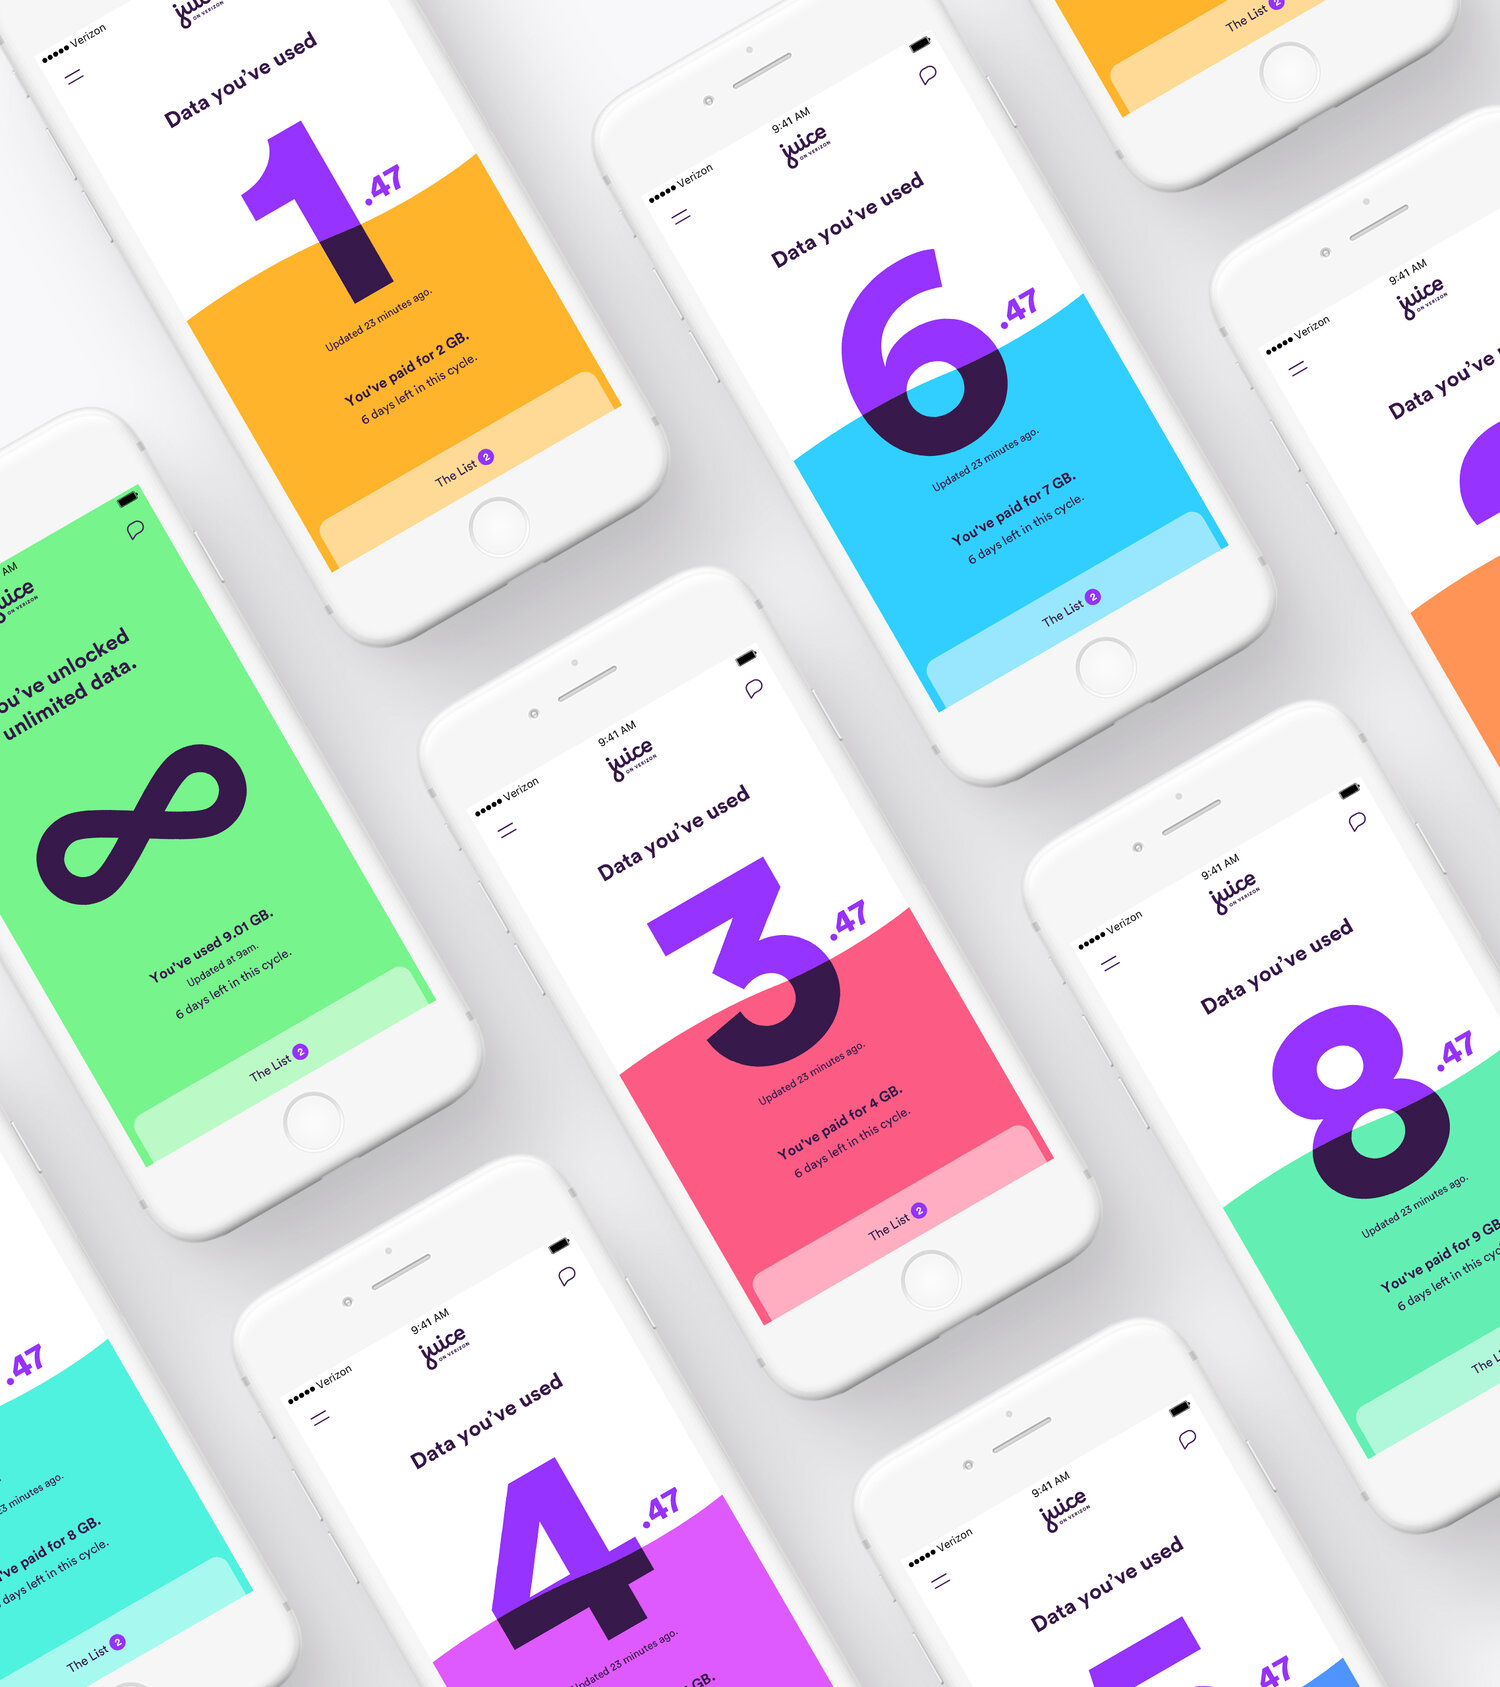 Verizon
juice
ON VERIZON
Data you've used
1
.47
Updated 23 minutes ago.
You've paid for 2 GB.
6 days left in this cycle.
The List 2
Verizon
9:41 AM
juice
ON VERIZON
Data you've used
6
.47
Updated 23 minutes ago.
You've paid for 7 GB.
6 days left in this cycle.
The List 2
The List 2
Verizon
9:41 AM
juice
ON VERIZON
Data you've
AM
ON VERIZON
unlocked
unlimited data.
∞
You've used 9.01 GB.
Updated at 9am.
6 days left in this cycle.
The List 2
Verizon
9:41 AM
juice
ON VERIZON
Data you've used
3
.47
Updated 23 minutes ago.
You've paid for 4 GB.
6 days left in this cycle.
The List 2
Verizon
9:41 AM
juice
ON VERIZON
Data you've used
8
.47
Updated 23 minutes ago.
You've paid for 9 GB.
6 days left in this
The
.47
23 minutes ago.
paid for 8 GB.
days left in this cycle.
The List 2
Verizon
9:41 AM
juice
ON VERIZON
Data you've used
4
.47
Updated 23 minutes ago.
GB.
Verizon
9:41 AM
juice
ON VERIZON
Data you've used
.47